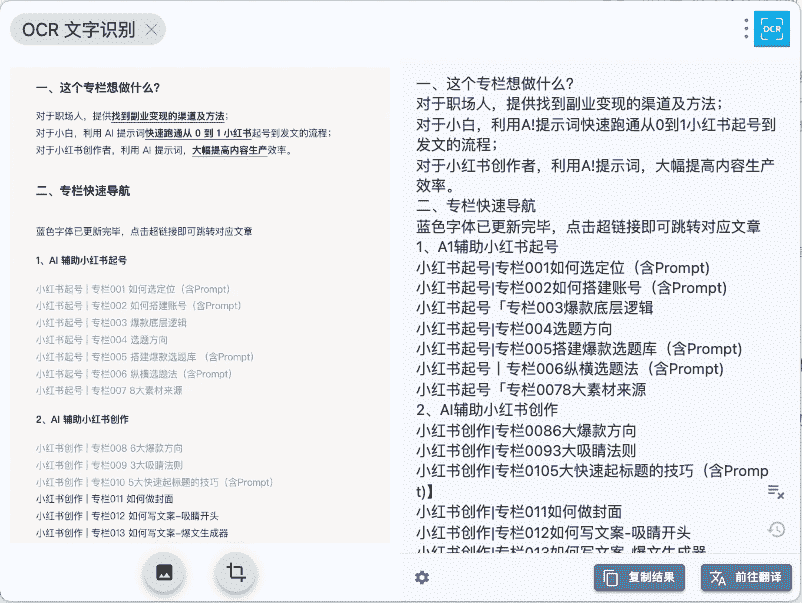 OCR 文字识别
OCR
一、这个专栏想做什么?
对于职场人，提供找到副业变现的渠道及方法；
对于小白，利用 AI 提示词快速跑通从 0 到 1 小红书起号到发文的流程；
对于小红书创作者，利用 AI 提示词，大幅提高内容生产效率。
二、专栏快速导航
蓝色字体已更新完毕，点击超链接即可跳转对应文章
1、AI 辅助小红书起号
小红书起号 | 专栏001 如何选定位（含Prompt)
小红书起号 | 专栏002 如何搭建账号（含Prompt)
小红书起号 | 专栏003 爆款底层逻辑
小红书起号 | 专栏004 选题方向
小红书起号 | 专栏005 搭建爆款选题库 （含Prompt)
小红书起号 | 专栏006 纵横选题法（含Prompt)
小红书起号 | 专栏007 8大素材来源
2、AI 辅助小红书创作
小红书创作 | 专栏008 6大爆款方向
小红书创作 | 专栏009 3大吸睛法则
小红书创作 | 专栏010 5大快速起标题的技巧（含Prompt)
小红书创作 | 专栏011 如何做封面
小红书创作 | 专栏012 如何写文案-吸睛开头
小红书创作 | 专栏013 如何写文案-爆文生成器
一、这个专栏想做什么?
对于职场人，提供找到副业变现的渠道及方法；
对于小白，利用A!提示词快速跑通从0到1小红书起号到
发文的流程；
对于小红书创作者，利用A!提示词，大幅提高内容生产
效率。
二、专栏快速导航
蓝色字体已更新完毕，点击超链接即可跳转对应文章
1、A1辅助小红书起号
小红书起号|专栏001如何选定位（含Prompt)
小红书起号|专栏002如何搭建账号（含Prompt)
小红书起号「专栏003爆款底层逻辑
小红书起号|专栏004选题方向
小红书起号|专栏005搭建爆款选题库（含Prompt)
小红书起号丨专栏006纵横选题法（含Prompt)
小红书起号「专栏0078大素材来源
2、AI辅助小红书创作
小红书创作|专栏0086大爆款方向
小红书创作|专栏0093大吸睛法则
小红书创作|专栏0105大快速起标题的技巧（含Promp
t)】
小红书创作|专栏011如何做封面
小红书创作|专栏012如何写文案-吸睛开头
小红书创作|专栏013如何写文案-爆文生成器
复制结果
前往翻译